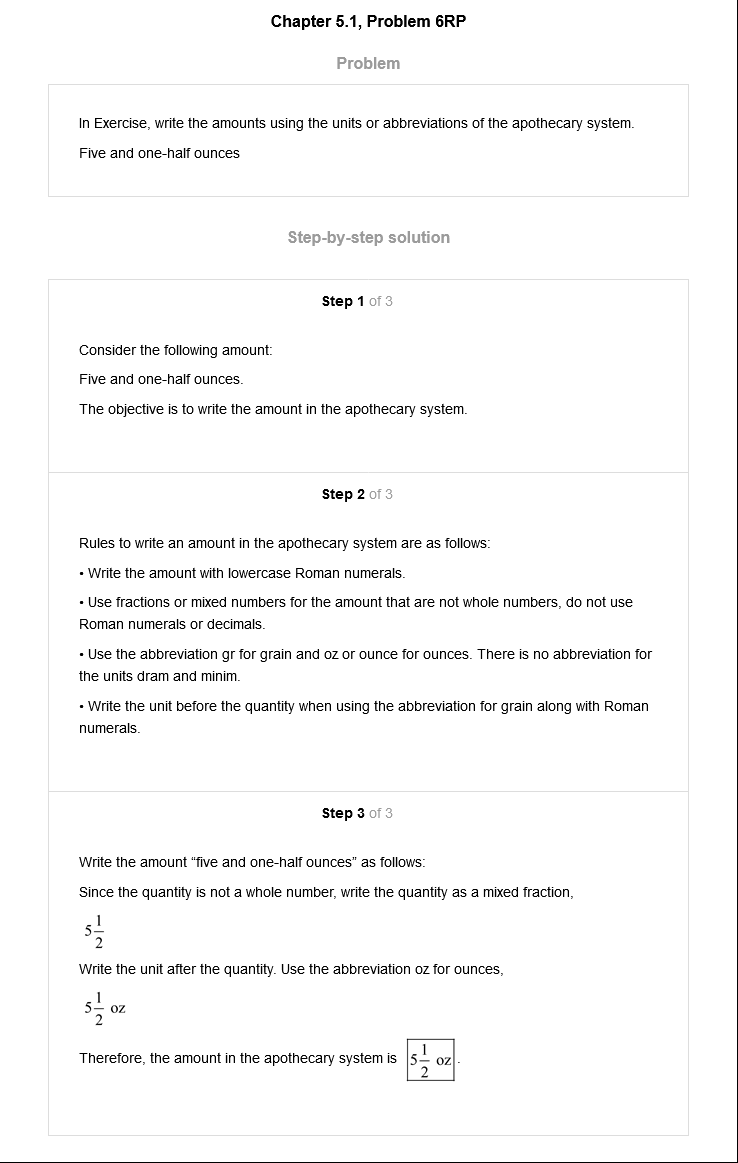 Chapter 5.1, Problem 6RP
Problem
In Exercise, write the amounts using the units or abbreviations of the apothecary system.
Five and one-half ounces
Step-by-step solution
Step 1 of 3
Consider the following amount:
Five and one-half ounces.
The objective is to write the amount in the apothecary system.
Step 2 of 3
Rules to write an amount in the apothecary system are as follows:
• Write the amount with lowercase Roman numerals.
• Use fractions or mixed numbers for the amount that are not whole numbers, do not use
Roman numerals or decimals.
• Use the abbreviation gr for grain and oz or ounce for ounces. There is no abbreviation for
the units dram and minim.
• Write the unit before the quantity when using the abbreviation for grain along with Roman
numerals.
Step 3 of 3
Write the amount “five and one-half ounces” as follows:
Since the quantity is not a whole number, write the quantity as a mixed fraction,
5 1/2
Write the unit after the quantity. Use the abbreviation oz for ounces,
5 1/2 oz
Therefore, the amount in the apothecary system is 5 1/2 oz.